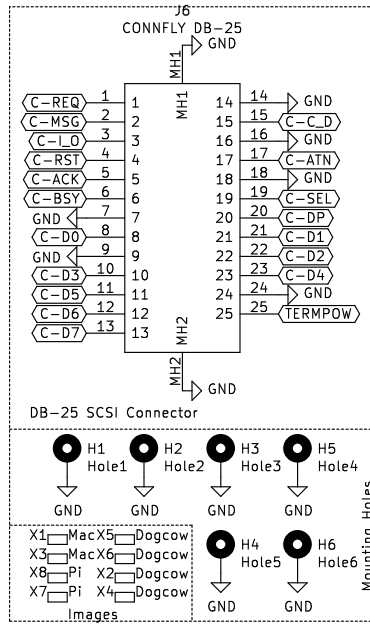 J6
CONNFLY DB-25
MH1 GND
MH1
C-REQ 1 1 14 14 GND
C-MSG 2 2 15 15 C-C_D
C-I_O 3 3 16 16 GND
C-RST 4 4 17 17 C-ATN
C-ACK 5 5 18 18 GND
C-BSY 6 6 19 19 C-SEL
GND 7 7 20 20 C-DP
C-D0 8 8 21 21 C-D1
GND 9 9 22 22 C-D2
C-D3 10 10 23 23 C-D4
C-D5 11 11 24 24 GND
C-D6 12 12 25 25 TERMPOW
C-D7 13 13
MH2
MH2 GND
DB-25 SCSI Connector
H1 H2 H3 H5
Hole1 Hole2 Hole3 Hole4
GND GND GND GND
H4 H6
Hole5 Hole6
GND GND
Mounting Holes
X1 Mac X5 Dogcow
X3 Mac X6 Dogcow
X8 Pi X2 Dogcow
X7 Pi X4 Dogcow
Images